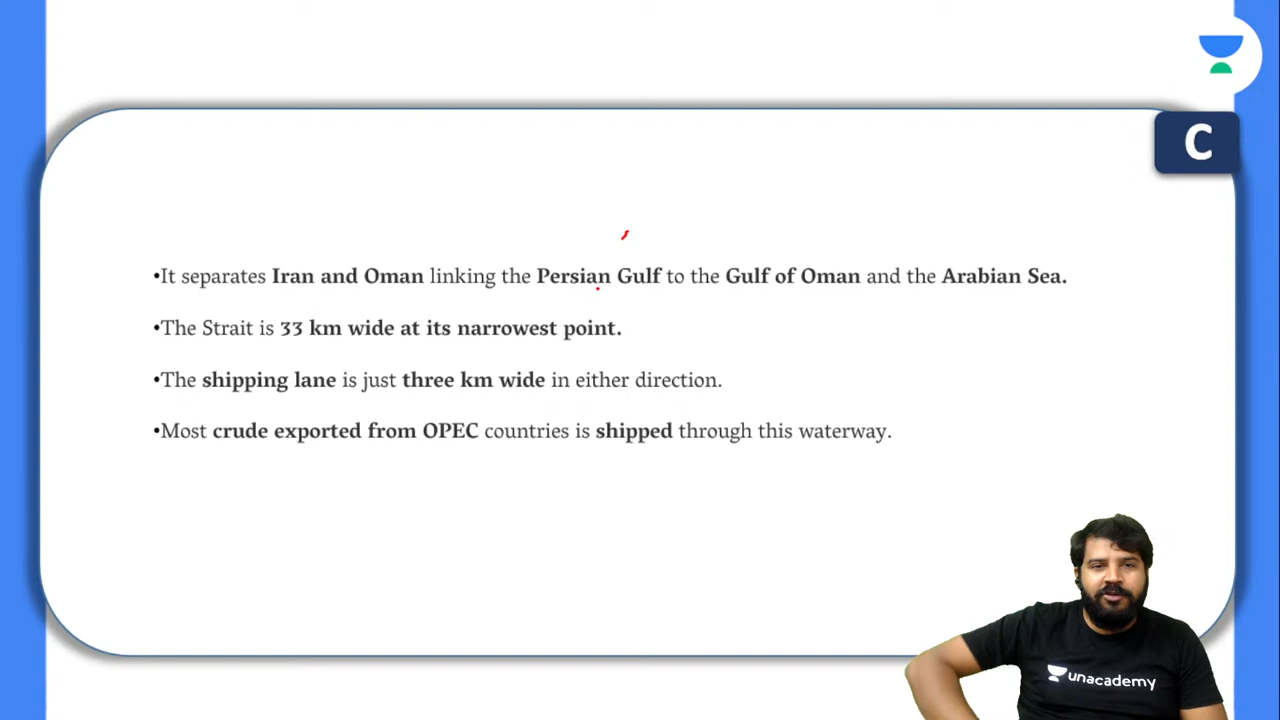 C
•It separates Iran and Oman linking the Persian Gulf to the Gulf of Oman and the Arabian Sea.
•The Strait is 33 km wide at its narrowest point.
•The shipping lane is just three km wide in either direction.
•Most crude exported from OPEC countries is shipped through this waterway.
unacademy